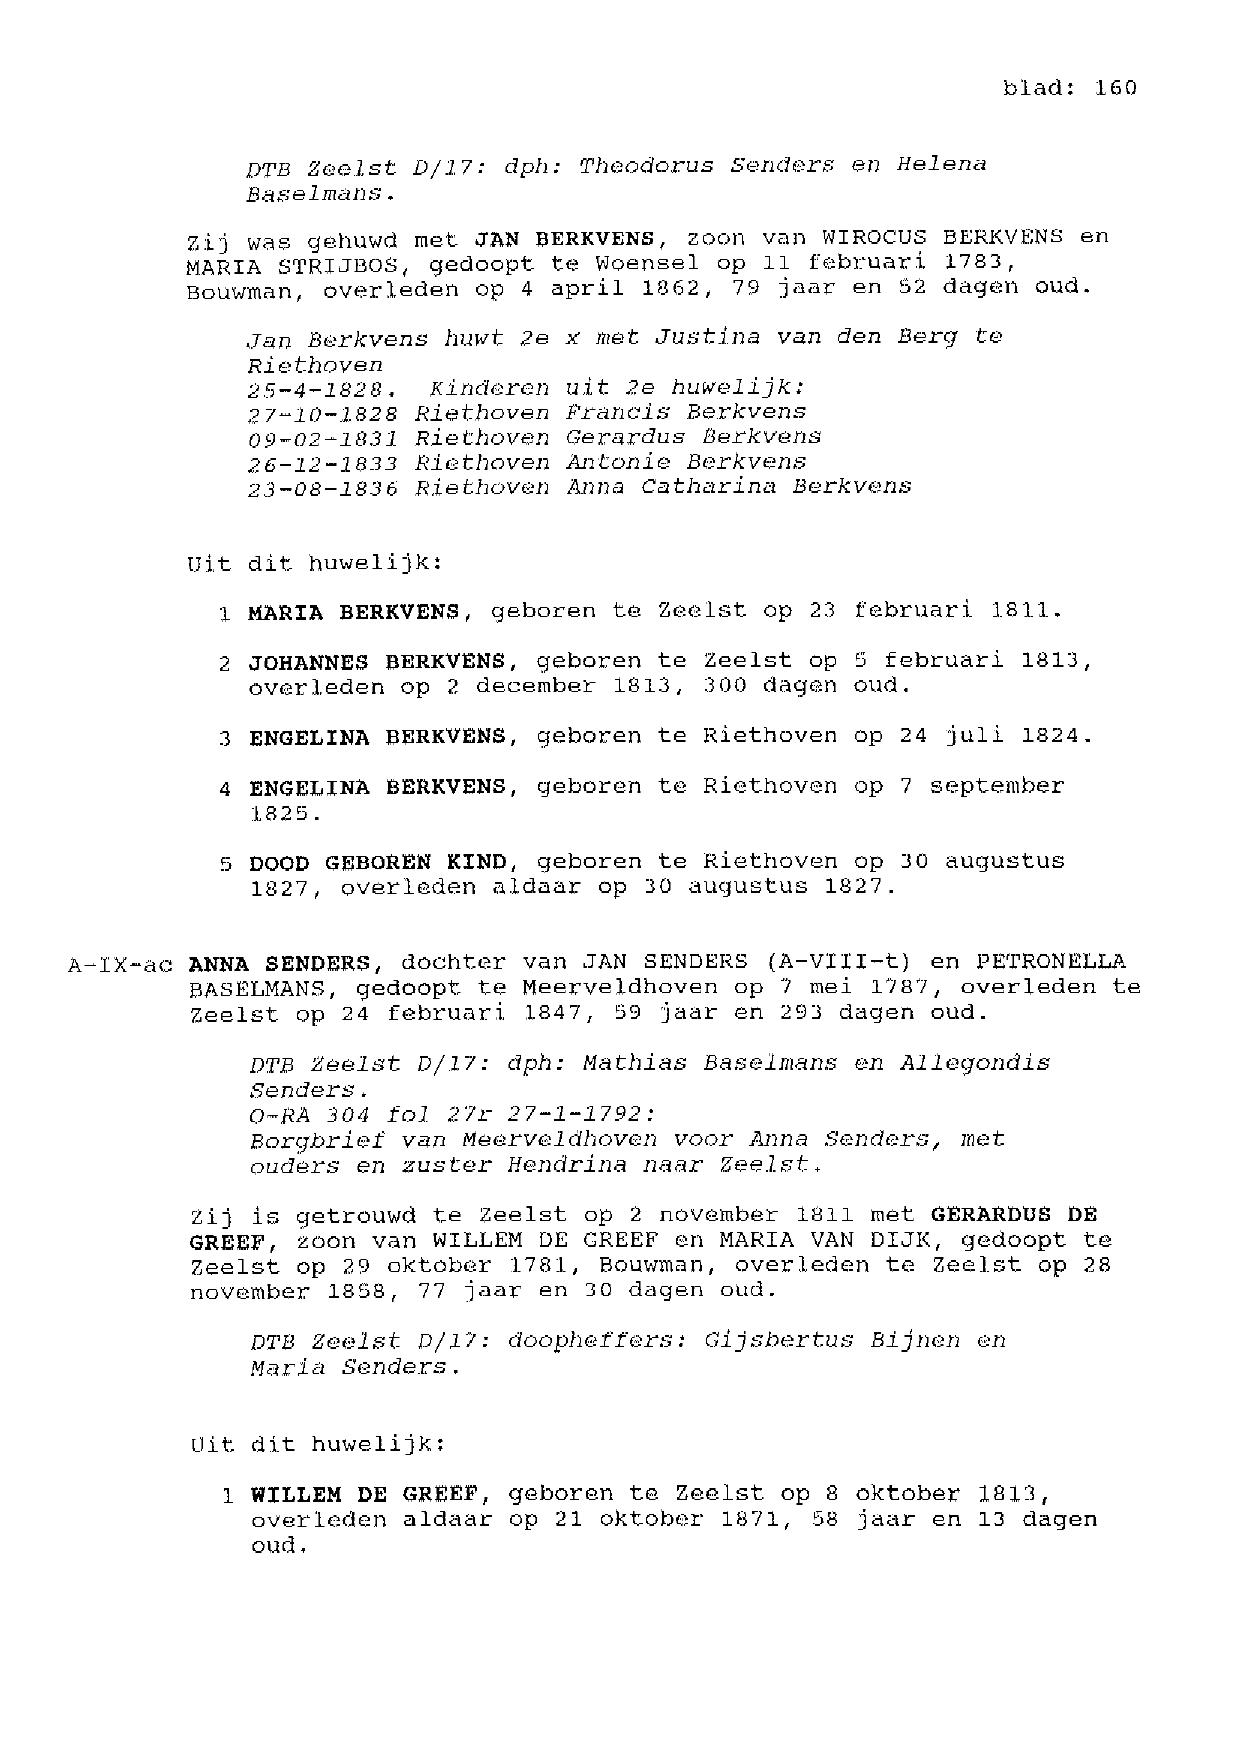 blad: 160
DTB Zeelst D/17: dph: Theodorus Senders en Helena
Baselmans.
Zij was gehuwd met JAN BERKVENS, zoon van WIROCUS BERKVENS en
MARIA STRIJBOS, gedoopt te Woensel op 11 februari 1783,
Bouwman, overleden op 4 april 1862, 79 jaar en 52 dagen oud.
Jan Berkvens huwt 2e x met Justina van den Berg te
Riethoven
25-4-1828. Kinderen uit 2e huwelijk:
27-10-1828 Riethoven Francis Berkvens
09-02-1831 Riethoven Gerardus Berkvens
26-12-1833 Riethoven Antonie Berkvens
23-08-1836 Riethoven Anna Catharina Berkvens
Uit dit huwelijk:
1 MARIA BERKVENS, geboren te Zeelst op 23 februari 1811.
2 JOHANNES BERKVENS, geboren te Zeelst op 5 februari 1813,
overleden op 2 december 1813, 300 dagen oud.
3 ENGELINA BERKVENS, geboren te Riethoven op 24 juli 1824.
4 ENGELINA BERKVENS, geboren te Riethoven op 7 september
1825.
5 DOOD GEBOREN KIND, geboren te Riethoven op 30 augustus
1827, overleden aldaar op 30 augustus 1827.
A-IX-ac ANNA SENDERS, dochter van JAN SENDERS (A-VIII-t) en PETRONELLA
BASELMANS, gedoopt te Meerveldhoven op 7 mei 1787, overleden te
Zeelst op 24 februari 1847, 59 jaar en 293 dagen oud.
DTB Zeelst D/17: dph: Mathias Baselmans en Allegondis
Senders.
O-RA 304 fol 27r 27-1-1792:
Borgbrief van Meerveldhoven voor Anna Senders, met
ouders en zuster Hendrina naar Zeelst.
Zij is getrouwd te Zeelst op 2 november 1811 met GERARDUS DE
GREEF, zoon van WILLEM DE GREEF en MARIA VAN DIJK, gedoopt te
Zeelst op 29 oktober 1781, Bouwman, overleden te Zeelst op 28
november 1858, 77 jaar en 30 dagen oud.
DTB Zeelst D/17: doopheffers: Gijsbertus Bijnen en
Maria Senders.
Uit dit huwelijk:
1 WILLEM DE GREEF, geboren te Zeelst op 8 oktober 1813,
overleden aldaar op 21 oktober 1871, 58 jaar en 13 dagen
oud.